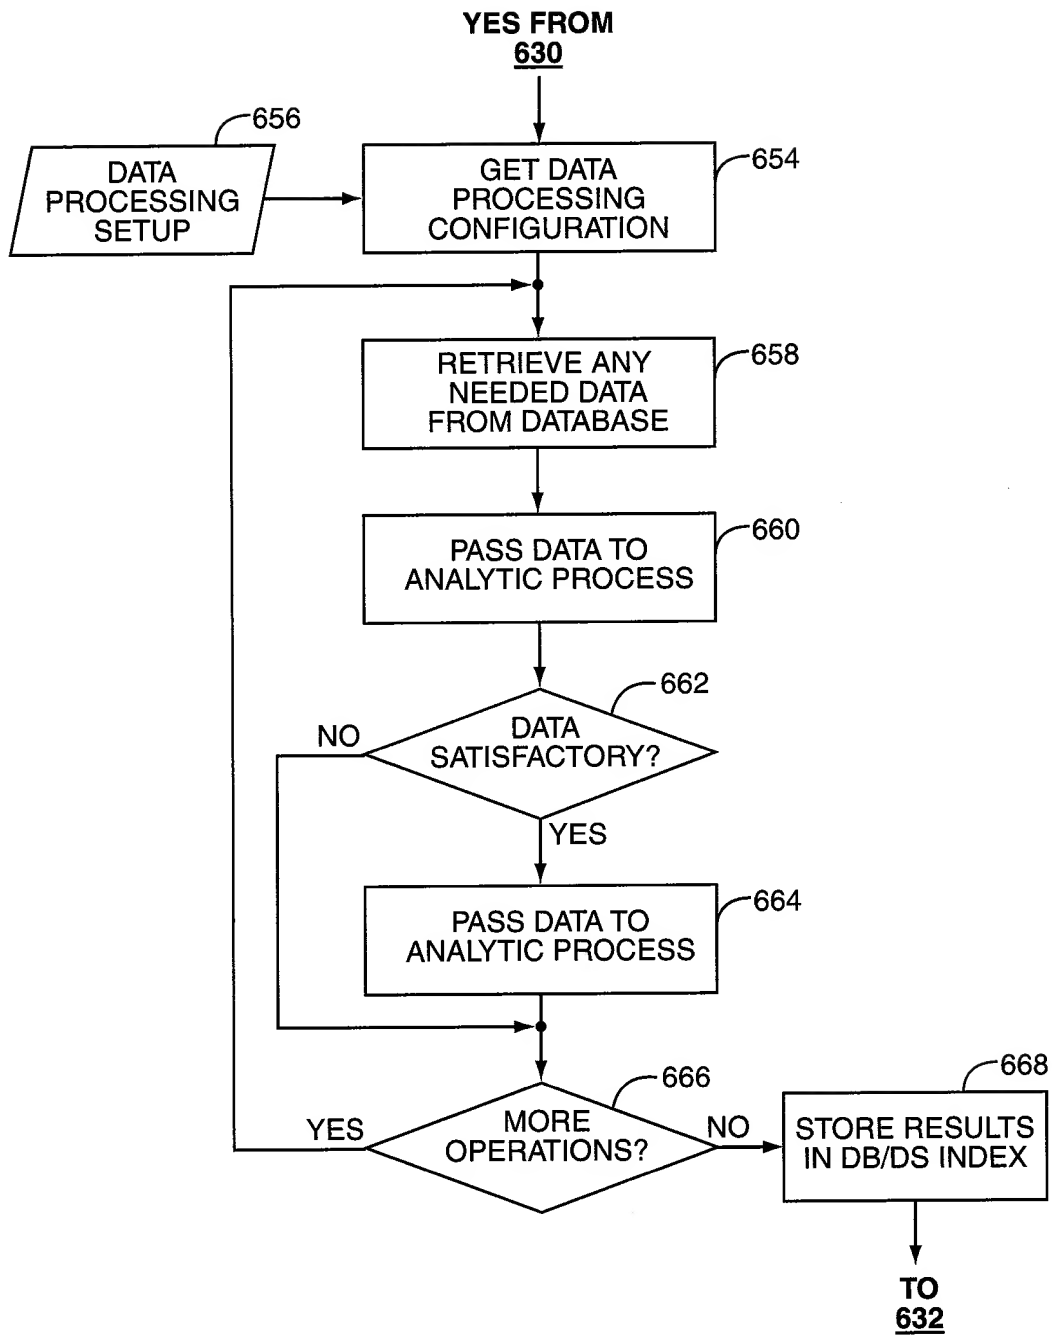 YES FROM
630
656
DATA
PROCESSING
SETUP
GET DATA
PROCESSING
CONFIGURATION
654
RETRIEVE ANY
NEEDED DATA
FROM DATABASE
658
PASS DATA TO
ANALYTIC PROCESS
660
662
DATA
SATISFACTORY?
NO
YES
PASS DATA TO
ANALYTIC PROCESS
664
666
MORE
OPERATIONS?
YES
NO
668
STORE RESULTS
IN DB/DS INDEX
TO
632